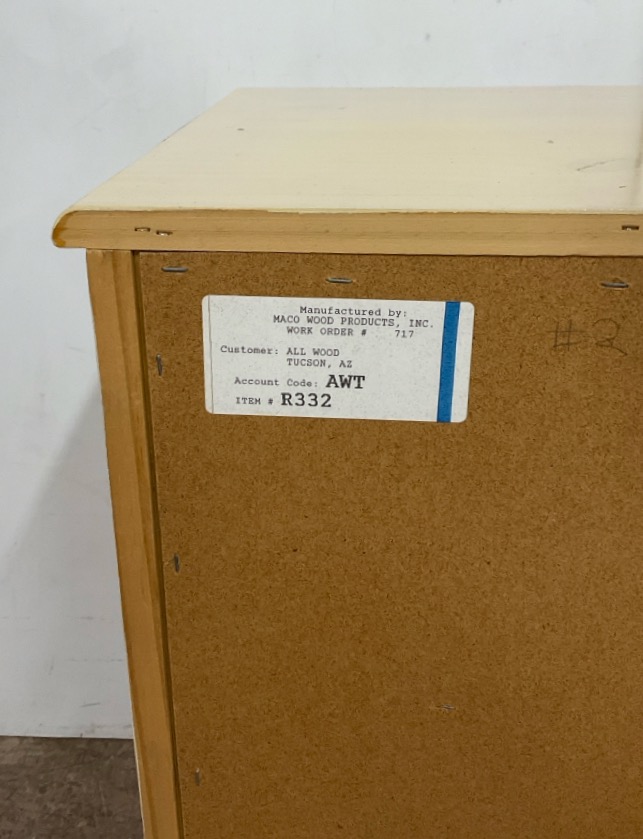 Manufactured by:
MACO WOOD PRODUCTS, INC.
WORK ORDER # 717
Customer: ALL WOOD
TUCSON, AZ
Account Code: AWT
ITEM # R332
# 2